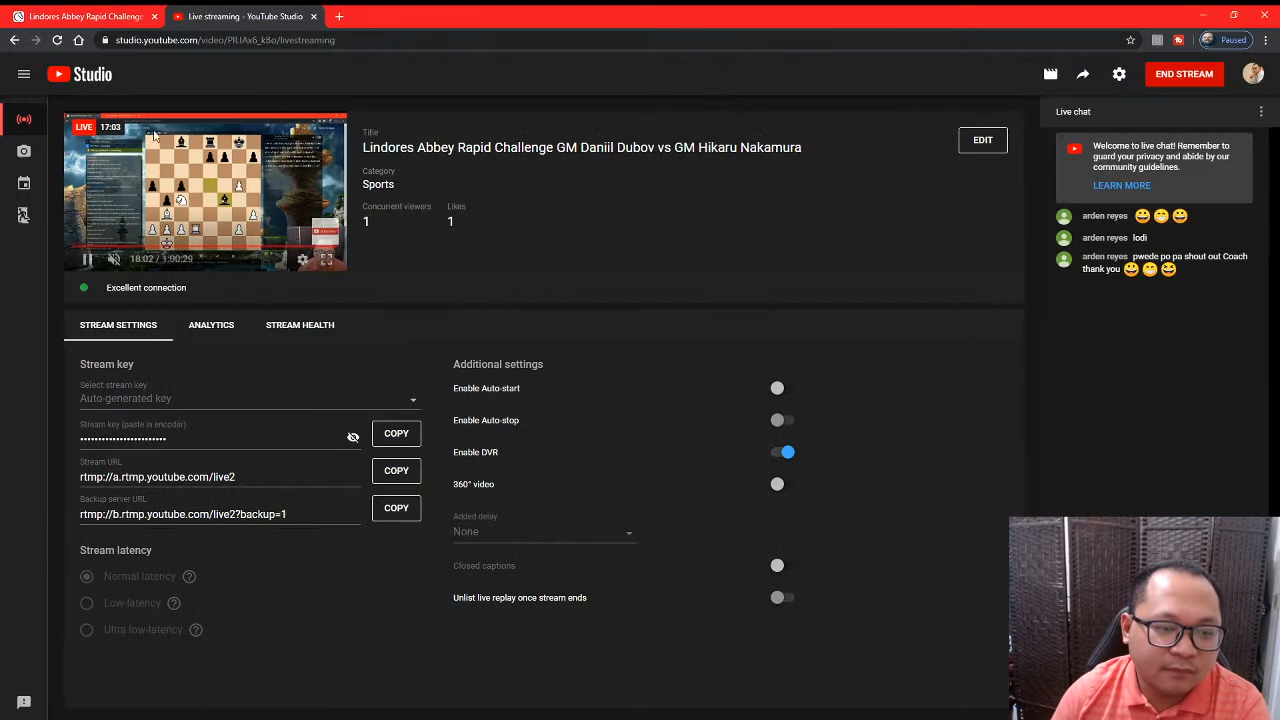 Lindores Abbey Rapid Challenge
Live streaming - YouTube Studio
studio.youtube.com/video/PlLIAx6_kBo/livestreaming
Paused
Studio
END STREAM
LIVE 17:03
18:02 / 1:00:29
Excellent connection
Title
Lindores Abbey Rapid Challenge GM Daniil Dubov vs GM Hikaru Nakamura
Category
Sports
Concurrent viewers
1
Likes
1
EDIT
STREAM SETTINGS
ANALYTICS
STREAM HEALTH
Stream key
Select stream key
Auto-generated key
Stream key (paste in encoder)
COPY
Stream URL
rtmp://a.rtmp.youtube.com/live2
COPY
Backup server URL
rtmp://b.rtmp.youtube.com/live2?backup=1
COPY
Stream latency
Normal latency
Low-latency
Ultra low-latency
Additional settings
Enable Auto-start
Enable Auto-stop
Enable DVR
360° video
Added delay
None
Closed captions
Unlist live replay once stream ends
Live chat
Welcome to live chat! Remember to
guard your privacy and abide by our
community guidelines.
LEARN MORE
arden reyes 😀😁😀
arden reyes lodi
arden reyes pwede po pa shout out Coach
thank you 😀😁😆